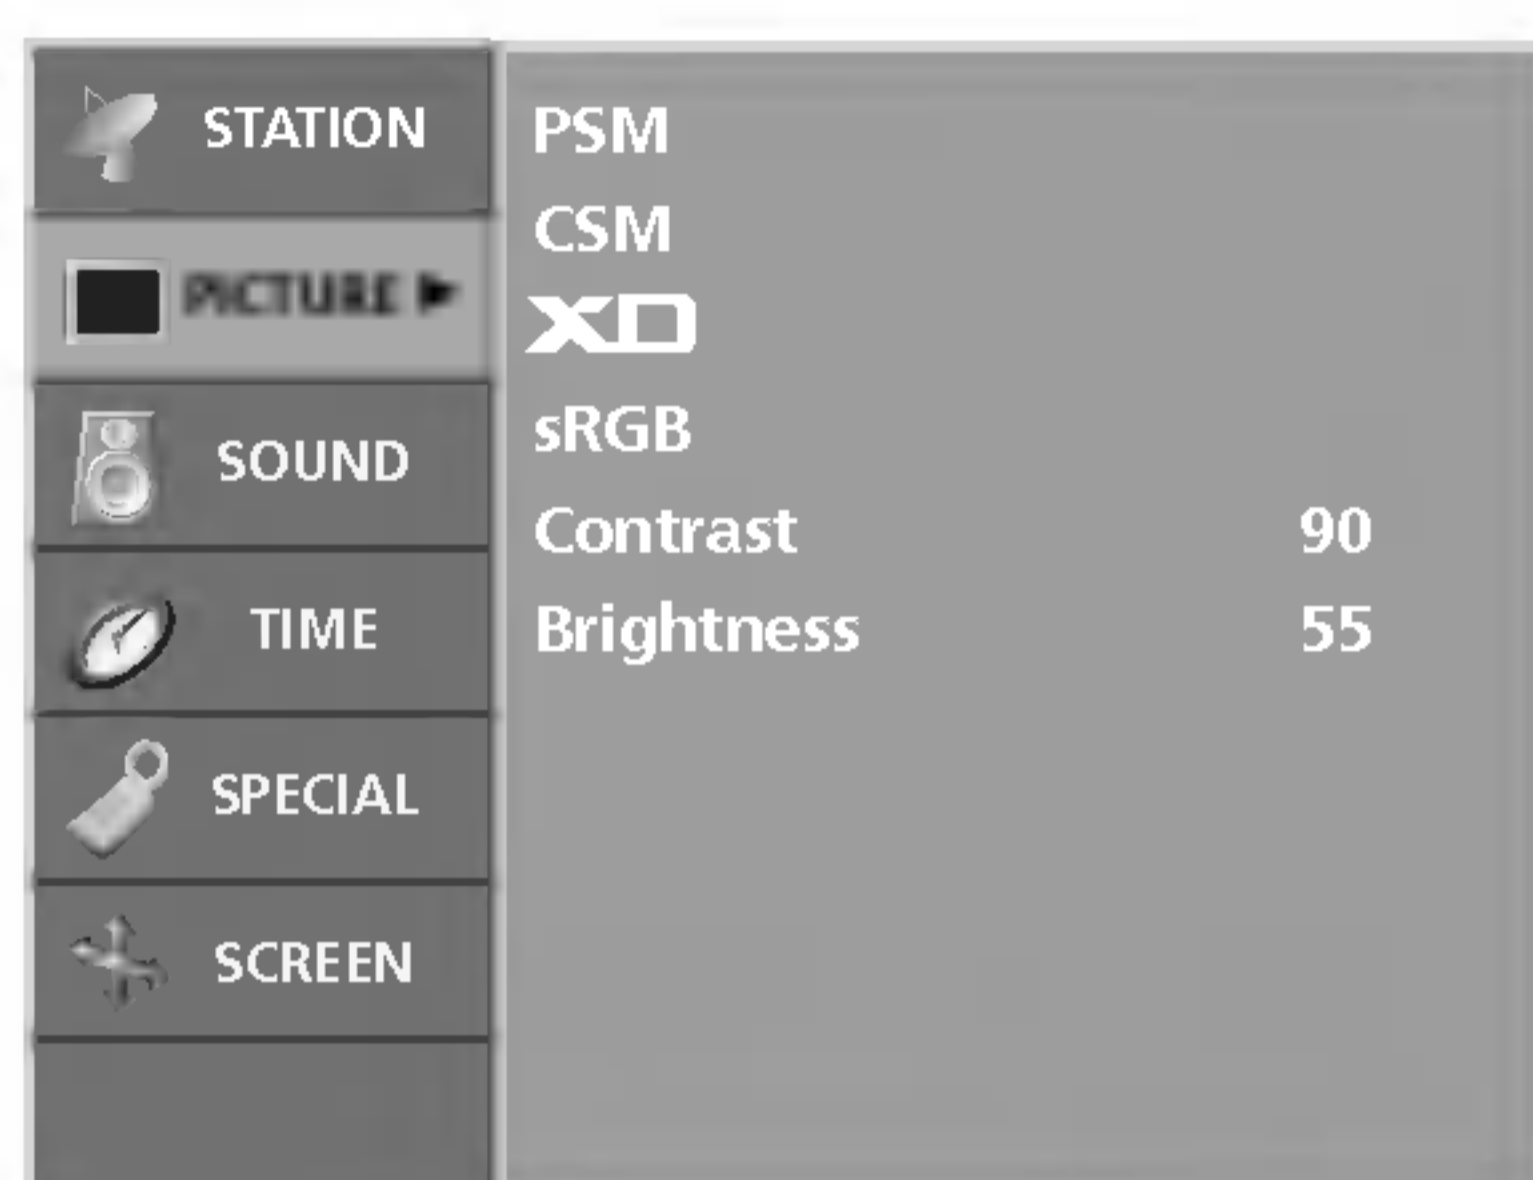 STATION
PICTURE ►
SOUND
TIME
SPECIAL
SCREEN
PSM
CSM
XD
sRGB
Contrast 90
Brightness 55